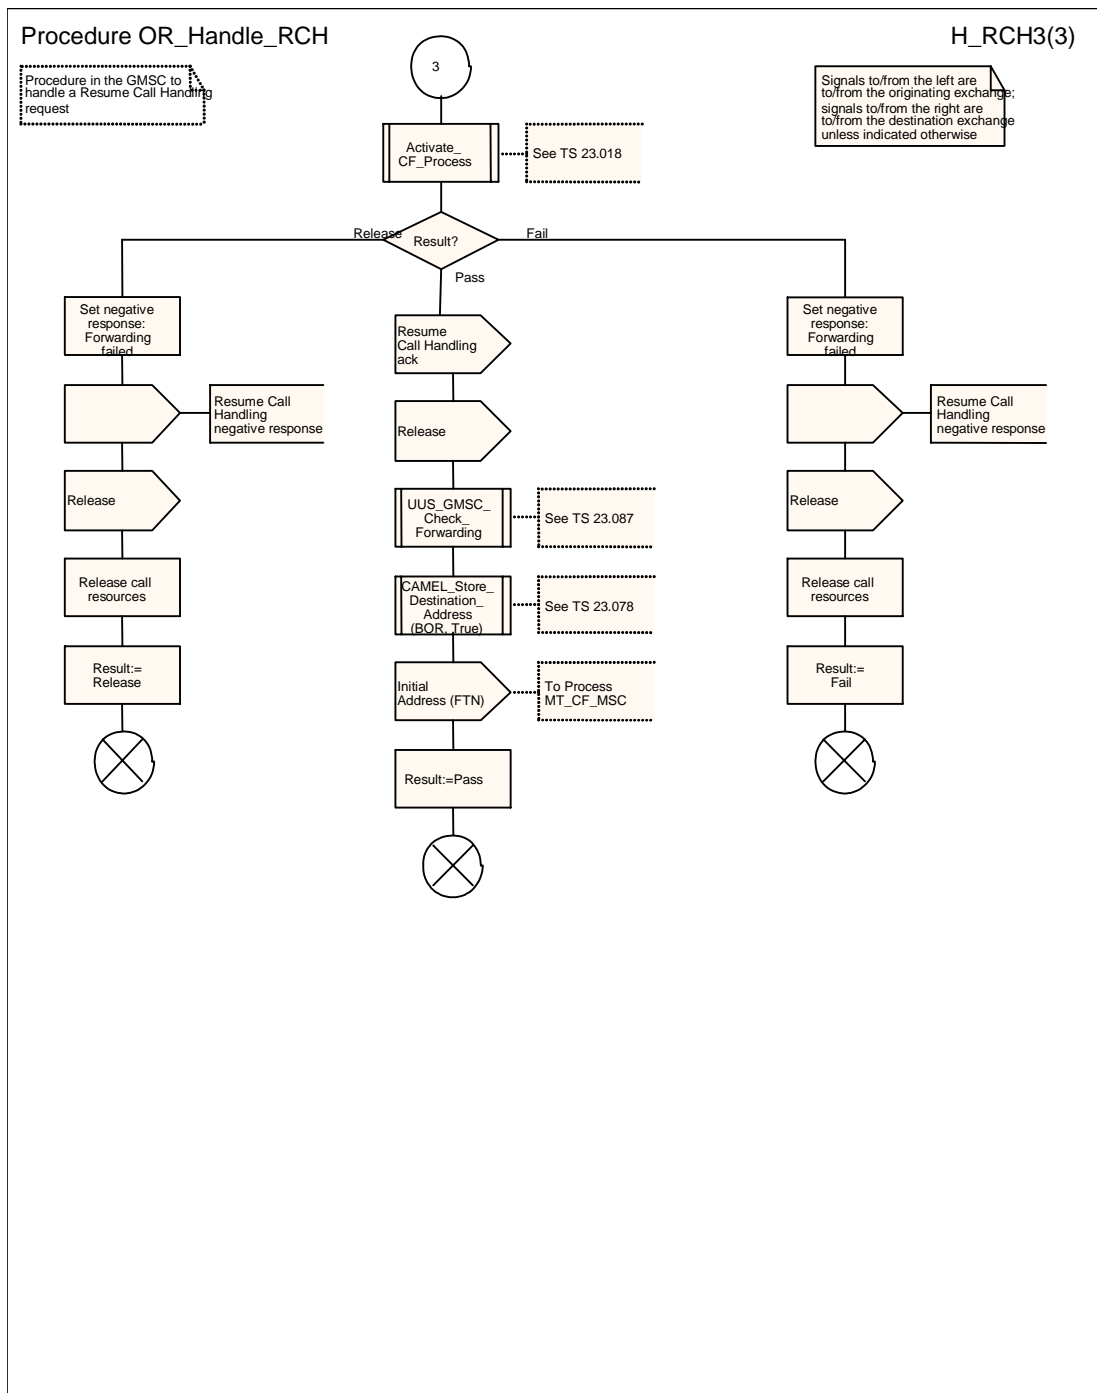 Procedure OR_Handle_RCH
H_RCH3(3)
Procedure in the GMSC to
handle a Resume Call Handling
request
3
Signals to/from the left are
to/from the originating exchange;
signals to/from the right are
to/from the destination exchange
unless indicated otherwise
Activate_
CF_Process
See TS 23.018
Release
Result?
Fail
Pass
Set negative
response:
Forwarding
failed
Resume Call
Handling
negative response
Release
Release call
resources
Result:=
Release
Resume
Call Handling
ack
Release
UUS_GMSC_
Check_
Forwarding
See TS 23.087
CAMEL_Store_
Destination_
Address
(BOR, True)
See TS 23.078
Initial
Address (FTN)
To Process
MT_CF_MSC
Result:=Pass
Set negative
response:
Forwarding
failed
Resume Call
Handling
negative response
Release
Release call
resources
Result:=
Fail